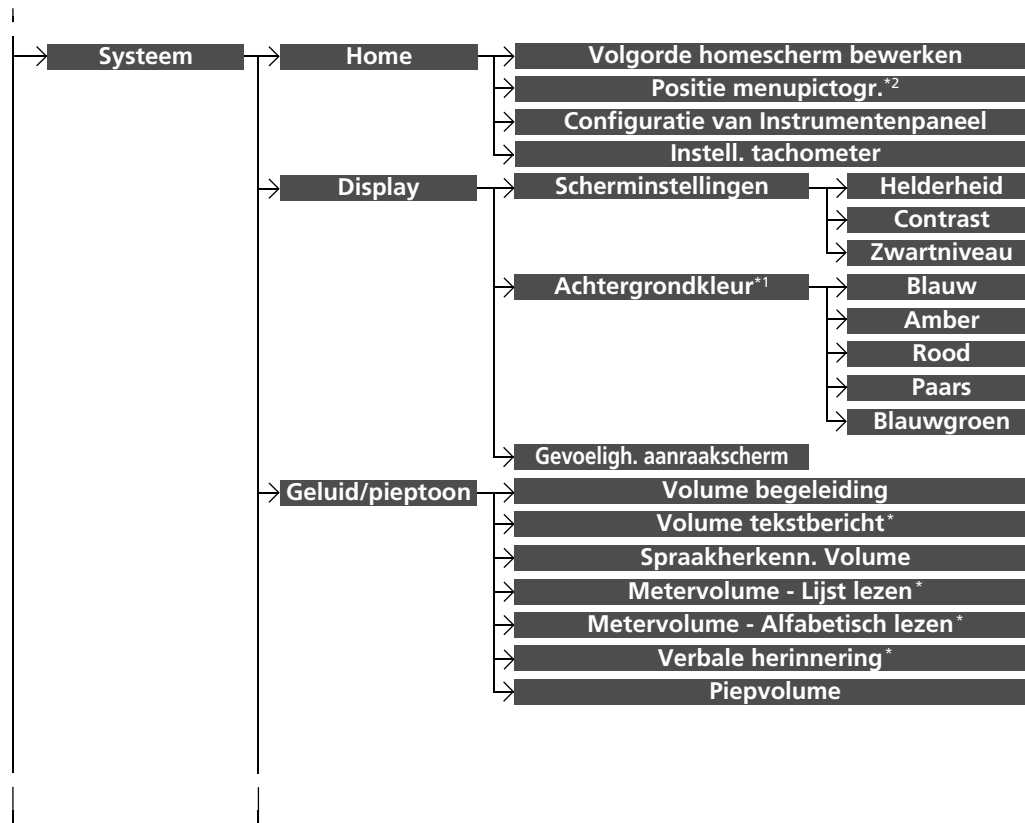 Systeem
Home
Volgorde homescherm bewerken
Positie menupictogr.*2
Configuratie van Instrumentenpaneel
Instell. tachometer
Display
Scherminstellingen
Helderheid
Contrast
Zwartniveau
Achtergrondkleur*1
Blauw
Amber
Rood
Paars
Blauwgroen
Gevoeligh. aanraakscherm
Geluid/pieptoon
Volume begeleiding
Volume tekstbericht*
Spraakherkenn. Volume
Metervolume - Lijst lezen*
Metervolume - Alfabetisch lezen*
Verbale herinnering*
Piepvolume